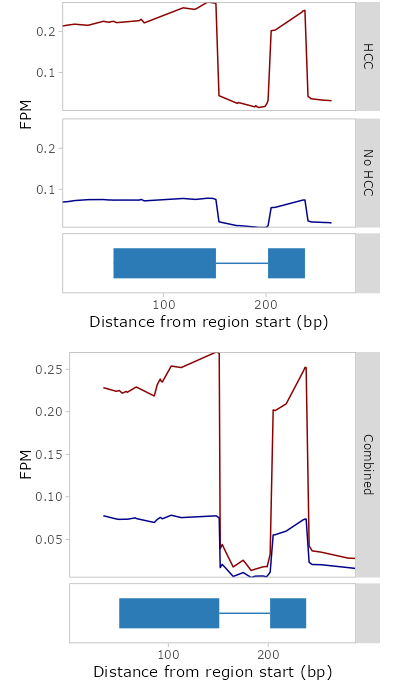 0.2
0.1
HCC
FPM
0.2
0.1
No HCC
100 200
Distance from region start (bp)
0.25
0.20
0.15
0.10
0.05
FPM
Combined
100 200
Distance from region start (bp)